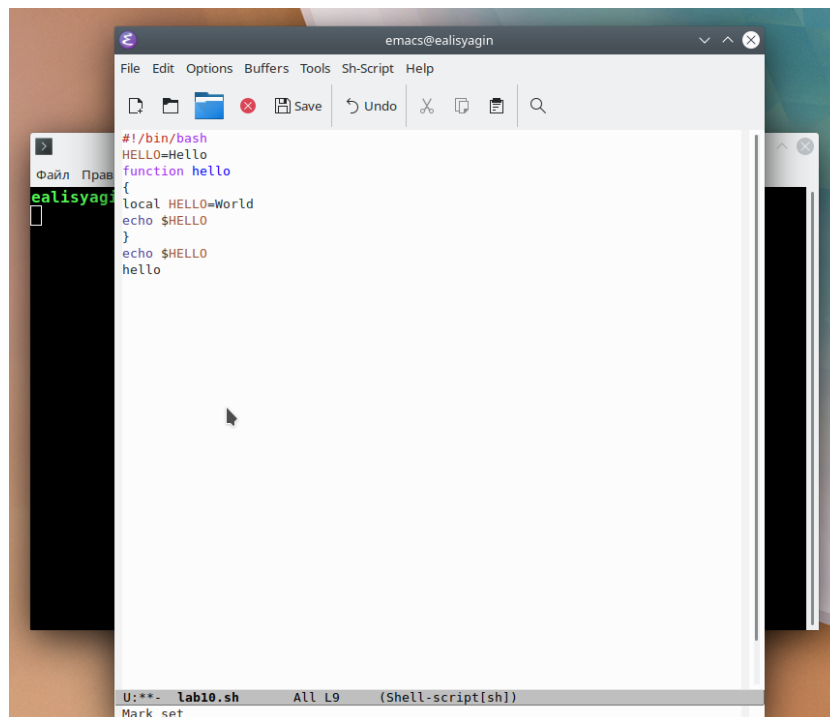 emacs@ealisyagin
File Edit Options Buffers Tools Sh-Script Help
Save Undo
#!/bin/bash
HELLO=Hello
function hello
{
local HELLO=World
echo $HELLO
}
echo $HELLO
hello
Файл Прав
ealisyagi
U:**- lab10.sh All L9 (Shell-script[sh])
Mark set